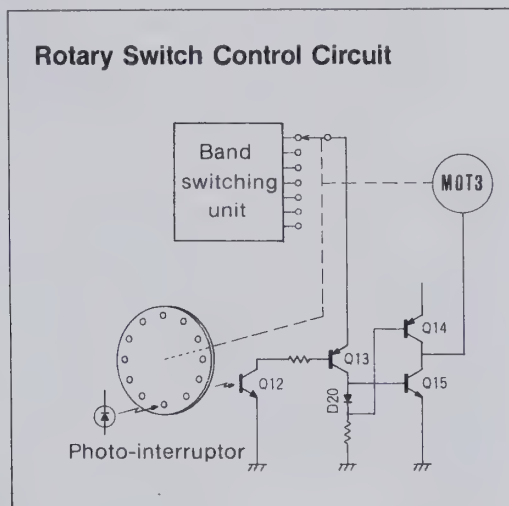 Rotary Switch Control Circuit
Band
switching
unit
MOT3
Q14
Q13
Q12
Q15
D20
Photo-interruptor